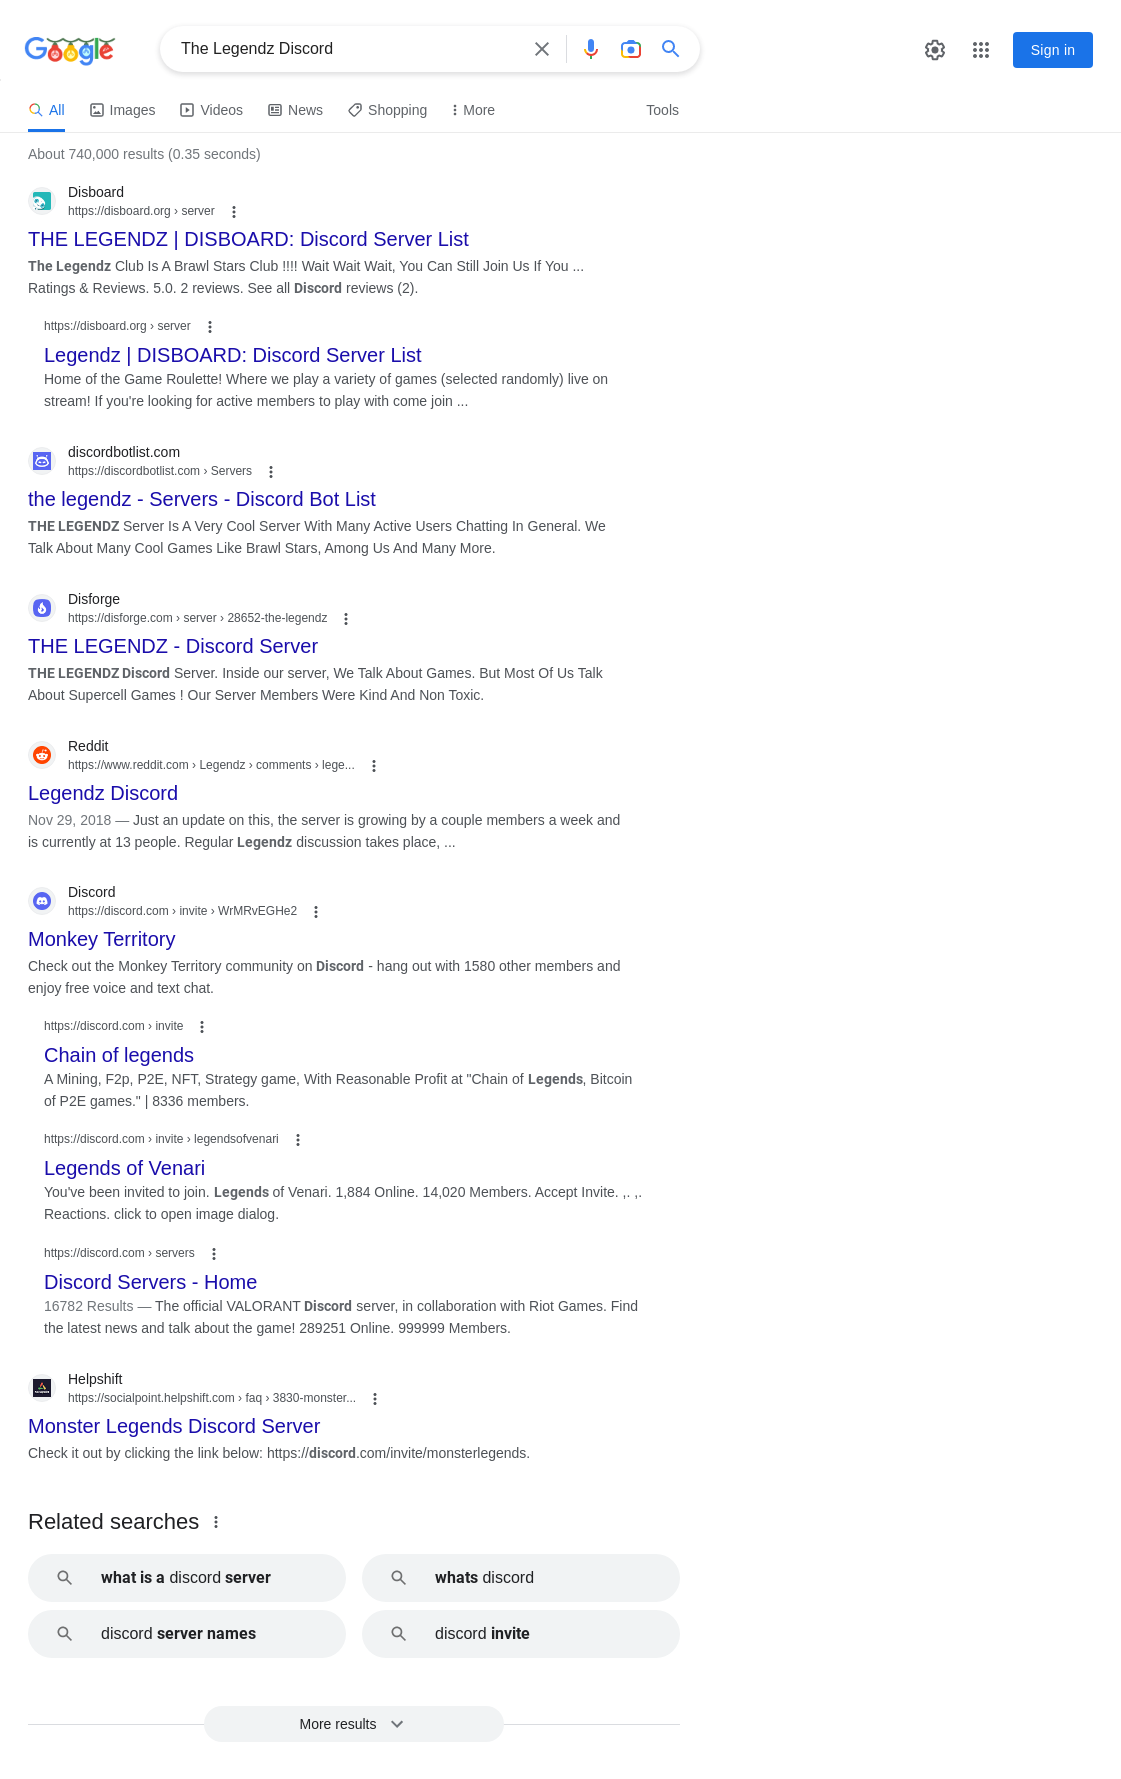 Google
The Legendz Discord
Sign in
All
Images
Videos
News
Shopping
More
Tools
About 740,000 results (0.35 seconds)
Disboard
https://disboard.org › server
THE LEGENDZ | DISBOARD: Discord Server List
The Legendz Club Is A Brawl Stars Club !!!! Wait Wait Wait, You Can Still Join Us If You ...
Ratings & Reviews. 5.0. 2 reviews. See all Discord reviews (2).
https://disboard.org › server
Legendz | DISBOARD: Discord Server List
Home of the Game Roulette! Where we play a variety of games (selected randomly) live on
stream! If you're looking for active members to play with come join ...
discordbotlist.com
https://discordbotlist.com › Servers
the legendz - Servers - Discord Bot List
THE LEGENDZ Server Is A Very Cool Server With Many Active Users Chatting In General. We
Talk About Many Cool Games Like Brawl Stars, Among Us And Many More.
Disforge
https://disforge.com › server › 28652-the-legendz
THE LEGENDZ - Discord Server
THE LEGENDZ Discord Server. Inside our server, We Talk About Games. But Most Of Us Talk
About Supercell Games ! Our Server Members Were Kind And Non Toxic.
Reddit
https://www.reddit.com › Legendz › comments › lege...
Legendz Discord
Nov 29, 2018 — Just an update on this, the server is growing by a couple members a week and
is currently at 13 people. Regular Legendz discussion takes place, ...
Discord
https://discord.com › invite › WrMRvEGHe2
Monkey Territory
Check out the Monkey Territory community on Discord - hang out with 1580 other members and
enjoy free voice and text chat.
https://discord.com › invite
Chain of legends
A Mining, F2p, P2E, NFT, Strategy game, With Reasonable Profit at "Chain of Legends, Bitcoin
of P2E games." | 8336 members.
https://discord.com › invite › legendsofvenari
Legends of Venari
You've been invited to join. Legends of Venari. 1,884 Online. 14,020 Members. Accept Invite. ,. ,.
Reactions. click to open image dialog.
https://discord.com › servers
Discord Servers - Home
16782 Results — The official VALORANT Discord server, in collaboration with Riot Games. Find
the latest news and talk about the game! 289251 Online. 999999 Members.
Helpshift
https://socialpoint.helpshift.com › faq › 3830-monster...
Monster Legends Discord Server
Check it out by clicking the link below: https://discord.com/invite/monsterlegends.
Related searches
what is a discord server
whats discord
discord server names
discord invite
More results